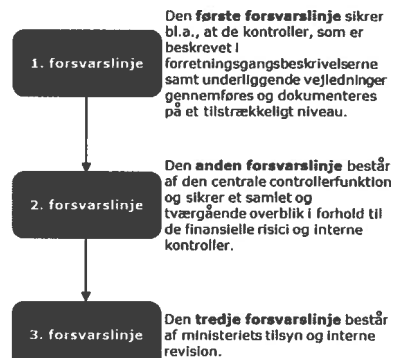 Den første forsvarslinje sikrer
bl.a., at de kontroller, som er
beskrevet i
forretningsgangsbeskrivelserne
samt underliggende vejledninger
gennemføres og dokumenteres
på et tilstrækkeligt niveau.
1. forsvarslinje
Den anden forsvarslinje består
af den centrale controllerfunktion
og sikrer et samlet og
tværgående overblik i forhold til
de finansielle risici og interne
kontroller.
2. forsvarslinje
Den tredje forsvarslinje består
af ministeriets tilsyn og interne
revision.
3. forsvarslinje